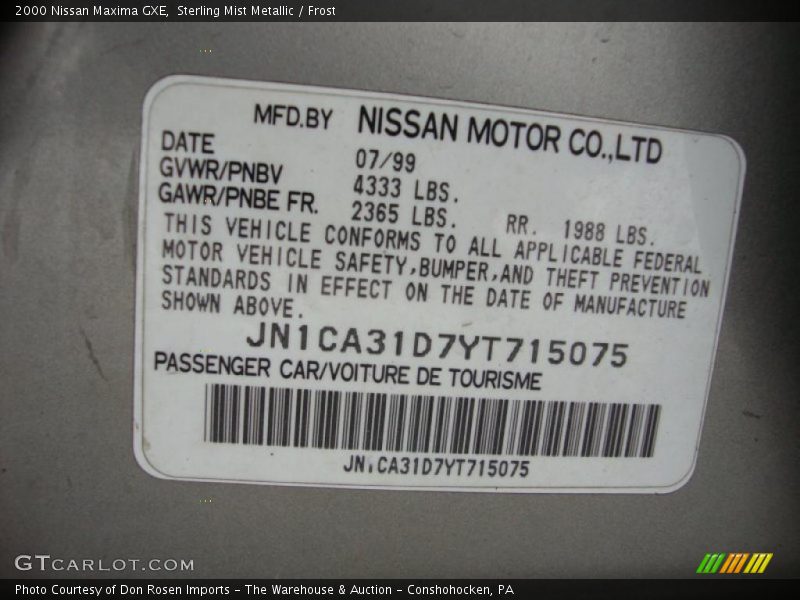 2000 Nissan Maxima GXE, Sterling Mist Metallic / Frost
MFD.BY NISSAN MOTOR CO.,LTD
DATE 07/99
GVWR/PNBV 4333 LBS.
GAWR/PNBE FR. 2365 LBS. RR. 1988 LBS.
THIS VEHICLE CONFORMS TO ALL APPLICABLE FEDERAL
MOTOR VEHICLE SAFETY,BUMPER,AND THEFT PREVENTION
STANDARDS IN EFFECT ON THE DATE OF MANUFACTURE
SHOWN ABOVE.
JN1CA31D7YT715075
PASSENGER CAR/VOITURE DE TOURISME
JN1CA31D7YT715075
GTCARLOT.COM
Photo Courtesy of Don Rosen Imports - The Warehouse & Auction - Conshohocken, PA